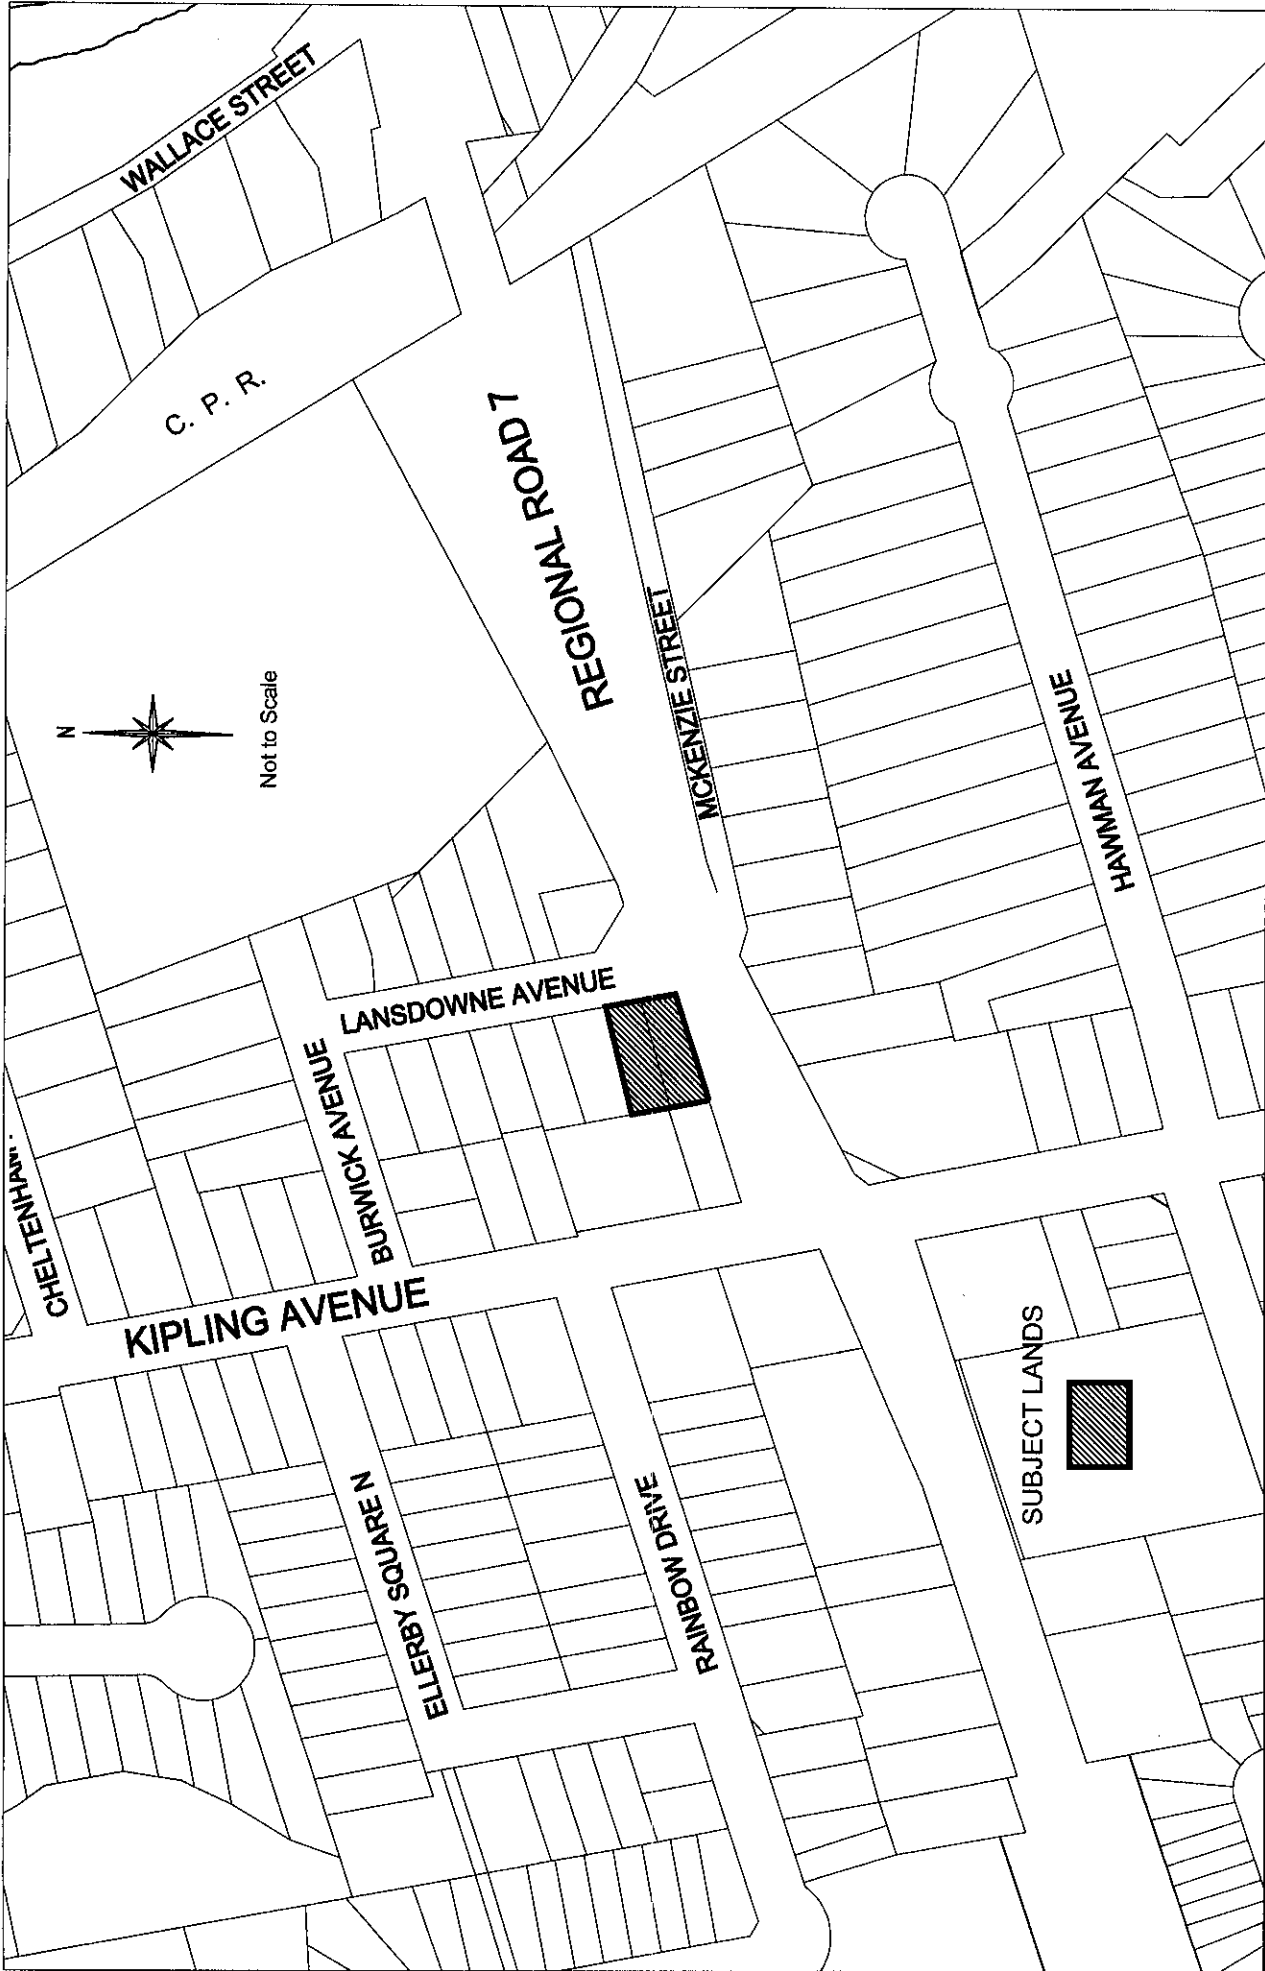 WALLACE STREET
C. P. R.
REGIONAL ROAD 7
N
Not to Scale
MCKENZIE STREET
HAWMAN AVENUE
LANSDOWNE AVENUE
BURWICK AVENUE
KIPLING AVENUE
ELLERBY SQUARE N
RAINBOW DRIVE
SUBJECT LANDS